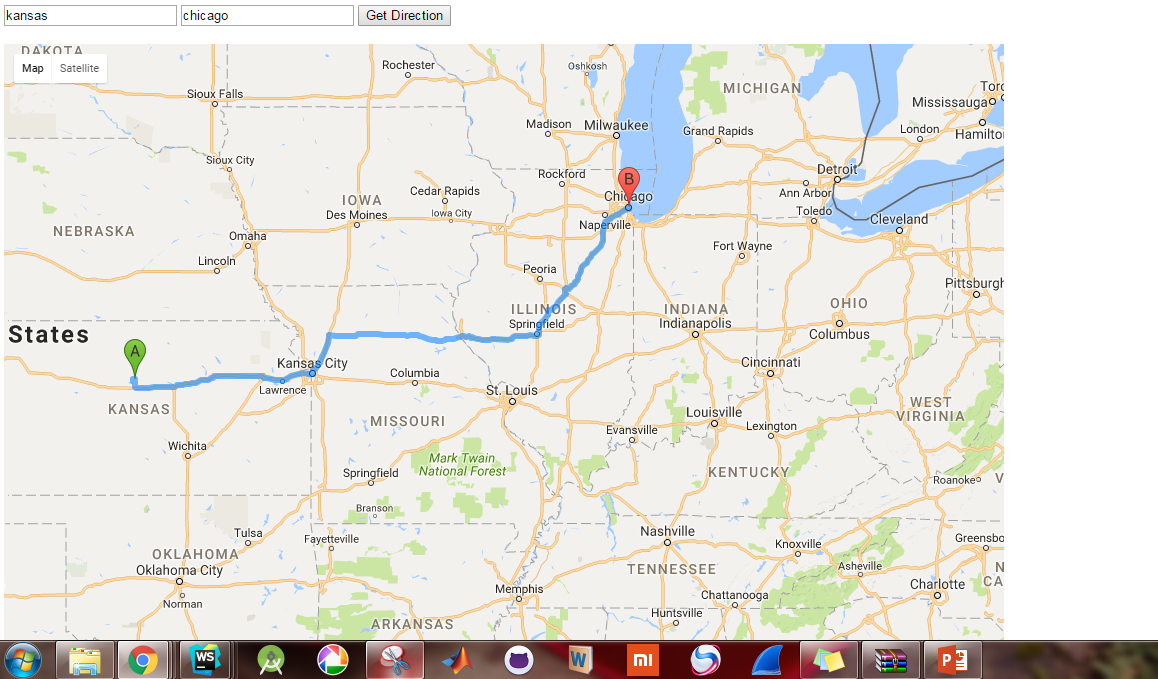 kansas chicago Get Direction
DAKOTA
Map Satellite
Rochester
Oshkosh
MICHIGAN
Sioux Falls
Mississauga
Madison
Milwaukee
Grand Rapids
London
Hamilto
Sioux City
Rockford
Detroit
Ann Arbor
IOWA
Cedar Rapids
Chicago
B
Des Moines
Iowa City
Naperville
Toledo
Cleveland
NEBRASKA
Omaha
Fort Wayne
Lincoln
Peoria
Pittsburgh
ILLINOIS
INDIANA
OHIO
Springfield
Indianapolis
Columbus
States
A
Kansas City
Cincinnati
Columbia
Lawrence
St. Louis
KANSAS
WEST
VIRGINIA
MISSOURI
Louisville
Lexington
Evansville
Wichita
Mark Twain
National Forest
Springfield
KENTUCKY
Roanoke
V
Branson
Tulsa
Fayetteville
Nashville
Knoxville
Greensbo
OKLAHOMA
Oklahoma City
TENNESSEE
Asheville
N
CA
Charlotte
Norman
Memphis
Chattanooga
Huntsville
ARKANSAS
WS
W
mi
P